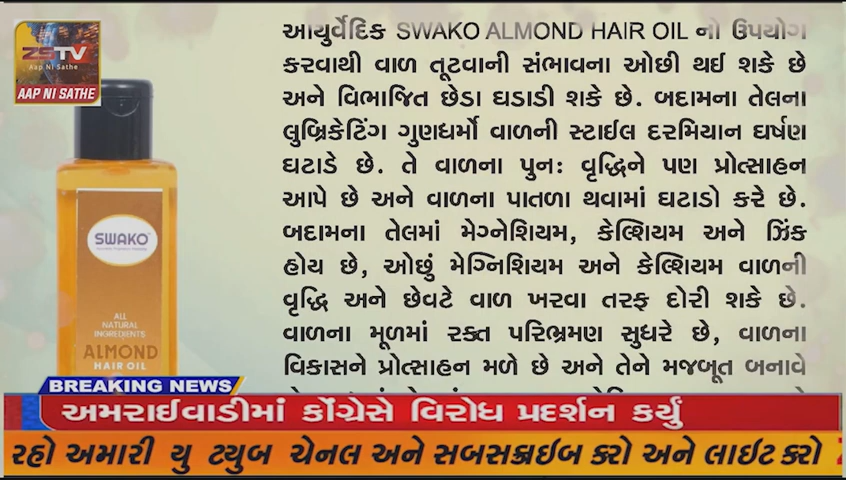 ZSTV
Aap Ni Sathe
AAP NI SATHE
આયુર્વેદિક SWAKO ALMOND HAIR OIL નો ઉપયોગ
કરવાથી વાળ તૂટવાની સંભાવના ઓછી થઈ શકે છે
અને વિભાજિત છેડા ઘડાડી શકે છે. બદામના તેલના
લુબ્રિકેટિંગ ગુણધર્મો વાળની સ્ટાઈલ દરમિયાન ઘર્ષણ
ઘટાડે છે. તે વાળના પુનઃ વૃદ્ધિને પણ પ્રોત્સાહન
આપે છે અને વાળના પાતળા થવામાં ઘટાડો કરે છે.
બદામના તેલમાં મેગ્નેશિયમ, કેલ્શિયમ અને ઝિંક
હોય છે, ઓછું મેગ્નિશિયમ અને કેલ્શિયમ વાળની
વૃદ્ધિ અને છેવટે વાળ ખરવા તરફ દોરી શકે છે.
વાળના મૂળમાં રક્ત પરિભ્રમણ સુધરે છે, વાળના
વિકાસને પ્રોત્સાહન મળે છે અને તેને મજબૂત બનાવે
SWAKO
ALL
NATURAL
INGREDIENTS
ALMOND
HAIR OIL
BREAKING NEWS
અમરાઈવાડીમાં કોંગ્રેસે વિરોધ પ્રદર્શન કર્યું
રહો અમારી યુ ટ્યુબ ચેનલ અને સબસક્રાઇબ કરો અને લાઈટ કરો